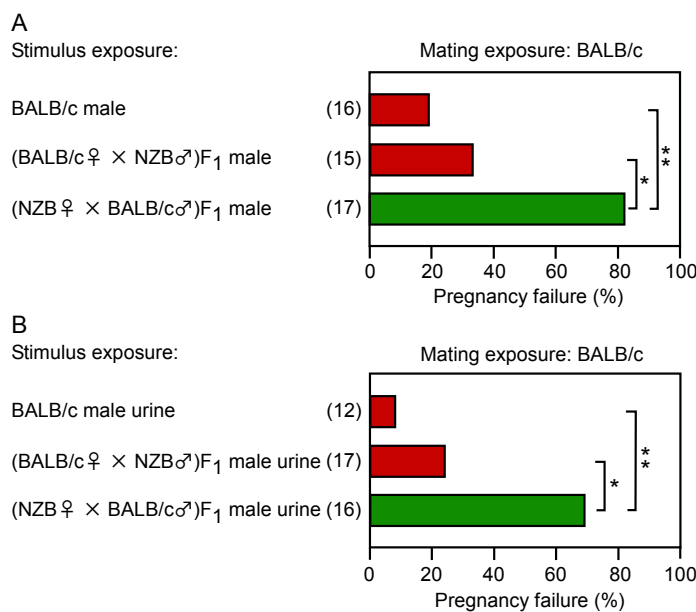 A
Stimulus exposure: Mating exposure: BALB/c
BALB/c male (16)
(BALB/c♀ × NZB♂)F₁ male (15)
(NZB♀ × BALB/c♂)F₁ male (17)
*
**
0 20 40 60 80 100
Pregnancy failure (%)
B
Stimulus exposure: Mating exposure: BALB/c
BALB/c male urine (12)
(BALB/c♀ × NZB♂)F₁ male urine (17)
(NZB♀ × BALB/c♂)F₁ male urine (16)
*
**
0 20 40 60 80 100
Pregnancy failure (%)